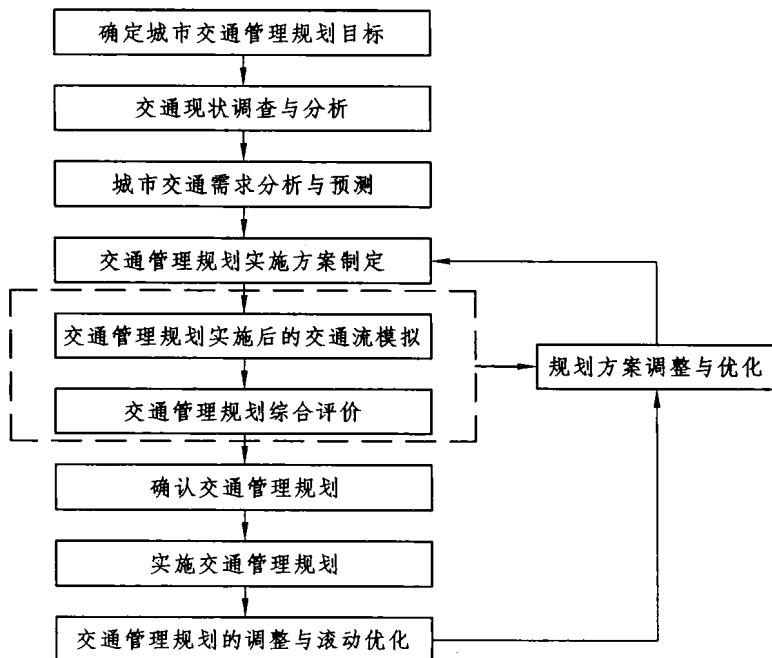 确定城市交通管理规划目标
交通现状调查与分析
城市交通需求分析与预测
交通管理规划实施方案制定
交通管理规划实施后的交通流模拟
规划方案调整与优化
交通管理规划综合评价
确认交通管理规划
实施交通管理规划
交通管理规划的调整与滚动优化